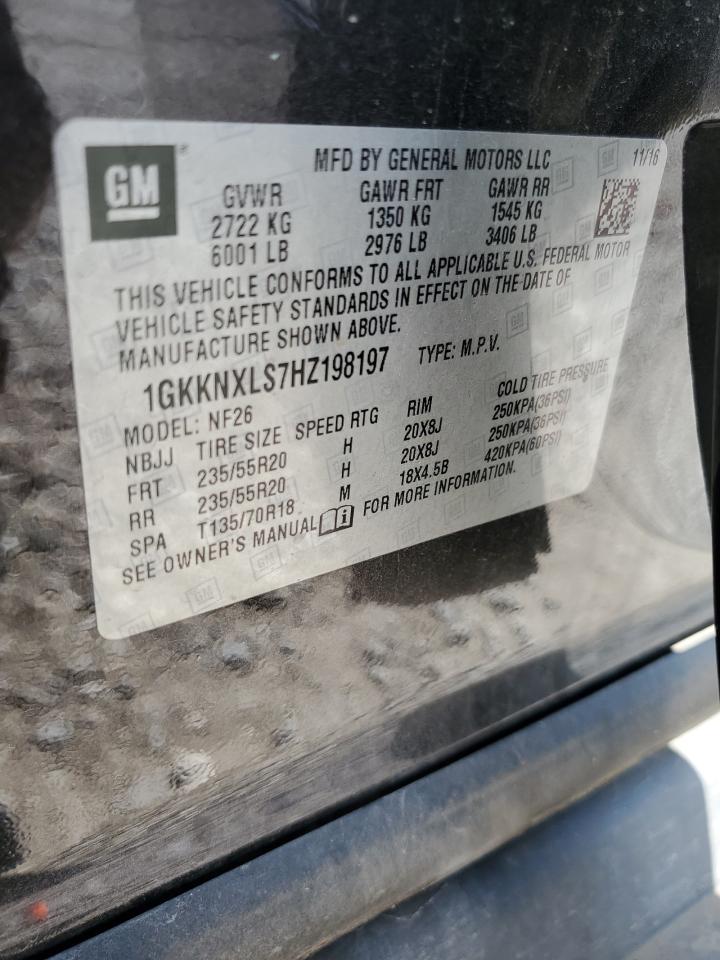 GM
MFD BY GENERAL MOTORS LLC 11/16
GVWR GAWR FRT GAWR RR
2722 KG 1350 KG 1545 KG
6001 LB 2976 LB 3406 LB
THIS VEHICLE CONFORMS TO ALL APPLICABLE U.S. FEDERAL MOTOR
VEHICLE SAFETY STANDARDS IN EFFECT ON THE DATE OF
MANUFACTURE SHOWN ABOVE.
1GKKNXLS7HZ198197 TYPE: M.P.V.
MODEL: NF26
NBJJ TIRE SIZE SPEED RTG RIM COLD TIRE PRESSURE
FRT 235/55R20 H 20X8J 250KPA(36PSI)
RR 235/55R20 H 20X8J 250KPA(36PSI)
SPA T135/70R18 M 18X4.5B 420KPA(60PSI)
SEE OWNER'S MANUAL FOR MORE INFORMATION.